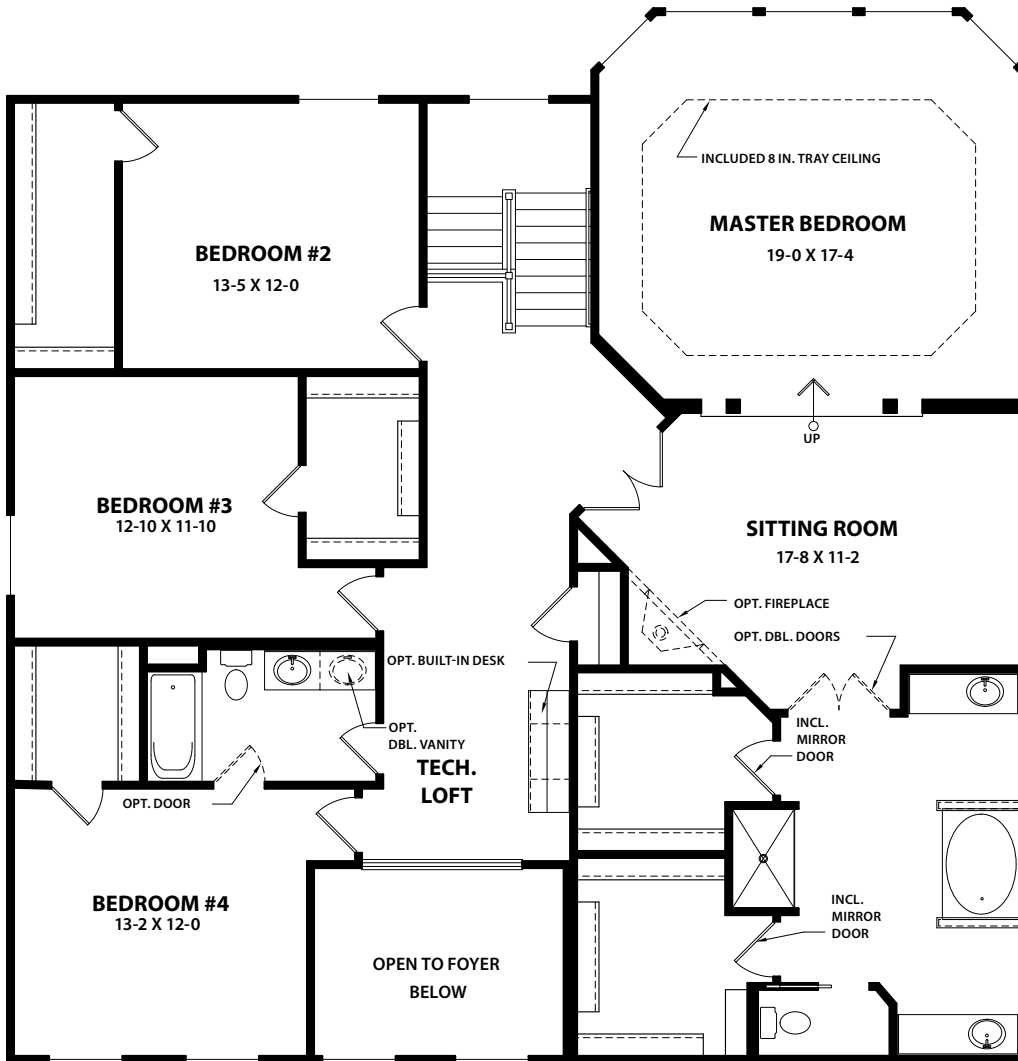 INCLUDED 8 IN. TRAY CEILING
MASTER BEDROOM
19-0 X 17-4
BEDROOM #2
13-5 X 12-0
UP
BEDROOM #3
12-10 X 11-10
SITTING ROOM
17-8 X 11-2
OPT. FIREPLACE
OPT. DBL. DOORS
OPT. BUILT-IN DESK
OPT.
DBL. VANITY
TECH.
LOFT
INCL.
MIRROR
DOOR
OPT. DOOR
BEDROOM #4
13-2 X 12-0
INCL.
MIRROR
DOOR
OPEN TO FOYER
BELOW